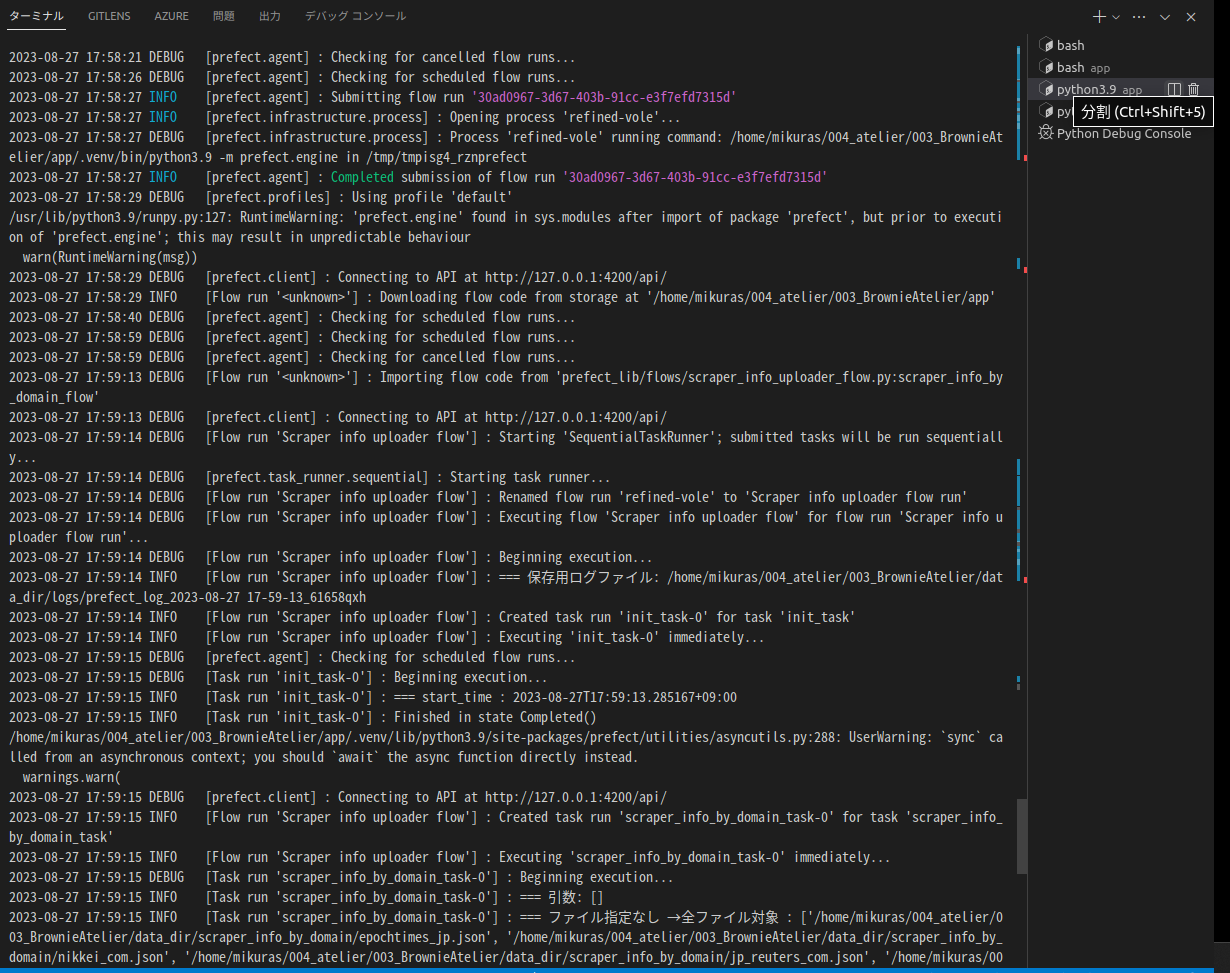 ターミナル GITLENS AZURE 問題 出力 デバッグ コンソール
2023-08-27 17:58:21 DEBUG [prefect.agent] : Checking for cancelled flow runs...
2023-08-27 17:58:26 DEBUG [prefect.agent] : Checking for scheduled flow runs...
2023-08-27 17:58:27 INFO [prefect.agent] : Submitting flow run '30ad0967-3d67-403b-91cc-e3f7efd7315d'
2023-08-27 17:58:27 INFO [prefect.infrastructure.process] : Opening process 'refined-vole'...
2023-08-27 17:58:27 DEBUG [prefect.infrastructure.process] : Process 'refined-vole' running command: /home/mikuras/004_atelier/003_BrownieAt
elier/app/.venv/bin/python3.9 -m prefect.engine in /tmp/tmpisg4_rznprefect
2023-08-27 17:58:27 INFO [prefect.agent] : Completed submission of flow run '30ad0967-3d67-403b-91cc-e3f7efd7315d'
2023-08-27 17:58:29 DEBUG [prefect.profiles] : Using profile 'default'
/usr/lib/python3.9/runpy.py:127: RuntimeWarning: 'prefect.engine' found in sys.modules after import of package 'prefect', but prior to executi
on of 'prefect.engine'; this may result in unpredictable behaviour
warn(RuntimeWarning(msg))
2023-08-27 17:58:29 DEBUG [prefect.client] : Connecting to API at http://127.0.0.1:4200/api/
2023-08-27 17:58:29 INFO [Flow run '<unknown>'] : Downloading flow code from storage at '/home/mikuras/004_atelier/003_BrownieAtelier/app'
2023-08-27 17:58:40 DEBUG [prefect.agent] : Checking for scheduled flow runs...
2023-08-27 17:58:59 DEBUG [prefect.agent] : Checking for scheduled flow runs...
2023-08-27 17:58:59 DEBUG [prefect.agent] : Checking for cancelled flow runs...
2023-08-27 17:59:13 DEBUG [Flow run '<unknown>'] : Importing flow code from 'prefect_lib/flows/scraper_info_uploader_flow.py:scraper_info_by
_domain_flow'
2023-08-27 17:59:13 DEBUG [prefect.client] : Connecting to API at http://127.0.0.1:4200/api/
2023-08-27 17:59:14 DEBUG [Flow run 'Scraper info uploader flow'] : Starting 'SequentialTaskRunner'; submitted tasks will be run sequentiall
y...
2023-08-27 17:59:14 DEBUG [prefect.task_runner.sequential] : Starting task runner...
2023-08-27 17:59:14 DEBUG [Flow run 'Scraper info uploader flow'] : Renamed flow run 'refined-vole' to 'Scraper info uploader flow run'
2023-08-27 17:59:14 DEBUG [Flow run 'Scraper info uploader flow'] : Executing flow 'Scraper info uploader flow' for flow run 'Scraper info u
ploader flow run'...
2023-08-27 17:59:14 DEBUG [Flow run 'Scraper info uploader flow'] : Beginning execution...
2023-08-27 17:59:14 INFO [Flow run 'Scraper info uploader flow'] : === 保存用ログファイル: /home/mikuras/004_atelier/003_BrownieAtelier/dat
a_dir/logs/prefect_log_2023-08-27 17-59-13_61658qxh
2023-08-27 17:59:14 INFO [Flow run 'Scraper info uploader flow'] : Created task run 'init_task-0' for task 'init_task'
2023-08-27 17:59:14 INFO [Flow run 'Scraper info uploader flow'] : Executing 'init_task-0' immediately...
2023-08-27 17:59:15 DEBUG [prefect.agent] : Checking for scheduled flow runs...
2023-08-27 17:59:15 DEBUG [Task run 'init_task-0'] : Beginning execution...
2023-08-27 17:59:15 INFO [Task run 'init_task-0'] : === start_time : 2023-08-27T17:59:13.285167+09:00
2023-08-27 17:59:15 INFO [Task run 'init_task-0'] : Finished in state Completed()
/home/mikuras/004_atelier/003_BrownieAtelier/app/.venv/lib/python3.9/site-packages/prefect/utilities/asyncutils.py:288: UserWarning: `sync` ca
lled from an asynchronous context; you should `await` the async function directly instead.
warnings.warn(
2023-08-27 17:59:15 DEBUG [prefect.client] : Connecting to API at http://127.0.0.1:4200/api/
2023-08-27 17:59:15 INFO [Flow run 'Scraper info uploader flow'] : Created task run 'scraper_info_by_domain_task-0' for task 'scraper_info_
by_domain_task'
2023-08-27 17:59:15 INFO [Flow run 'Scraper info uploader flow'] : Executing 'scraper_info_by_domain_task-0' immediately...
2023-08-27 17:59:15 DEBUG [Task run 'scraper_info_by_domain_task-0'] : Beginning execution...
2023-08-27 17:59:15 INFO [Task run 'scraper_info_by_domain_task-0'] : === 引数: []
2023-08-27 17:59:15 INFO [Task run 'scraper_info_by_domain_task-0'] : === ファイル指定なし →全ファイル対象 : ['/home/mikuras/004_atelier/0
03_BrownieAtelier/data_dir/scraper_info_by_domain/epochtimes_jp.json', '/home/mikuras/004_atelier/003_BrownieAtelier/data_dir/scraper_info_by_
domain/nikkei_com.json', '/home/mikuras/004_atelier/003_BrownieAtelier/data_dir/scraper_info_by_domain/jp_reuters_com.json', '/home/mikuras/00
bash
bash app
python3.9 app
py
分割 (Ctrl+Shift+5)
Python Debug Console